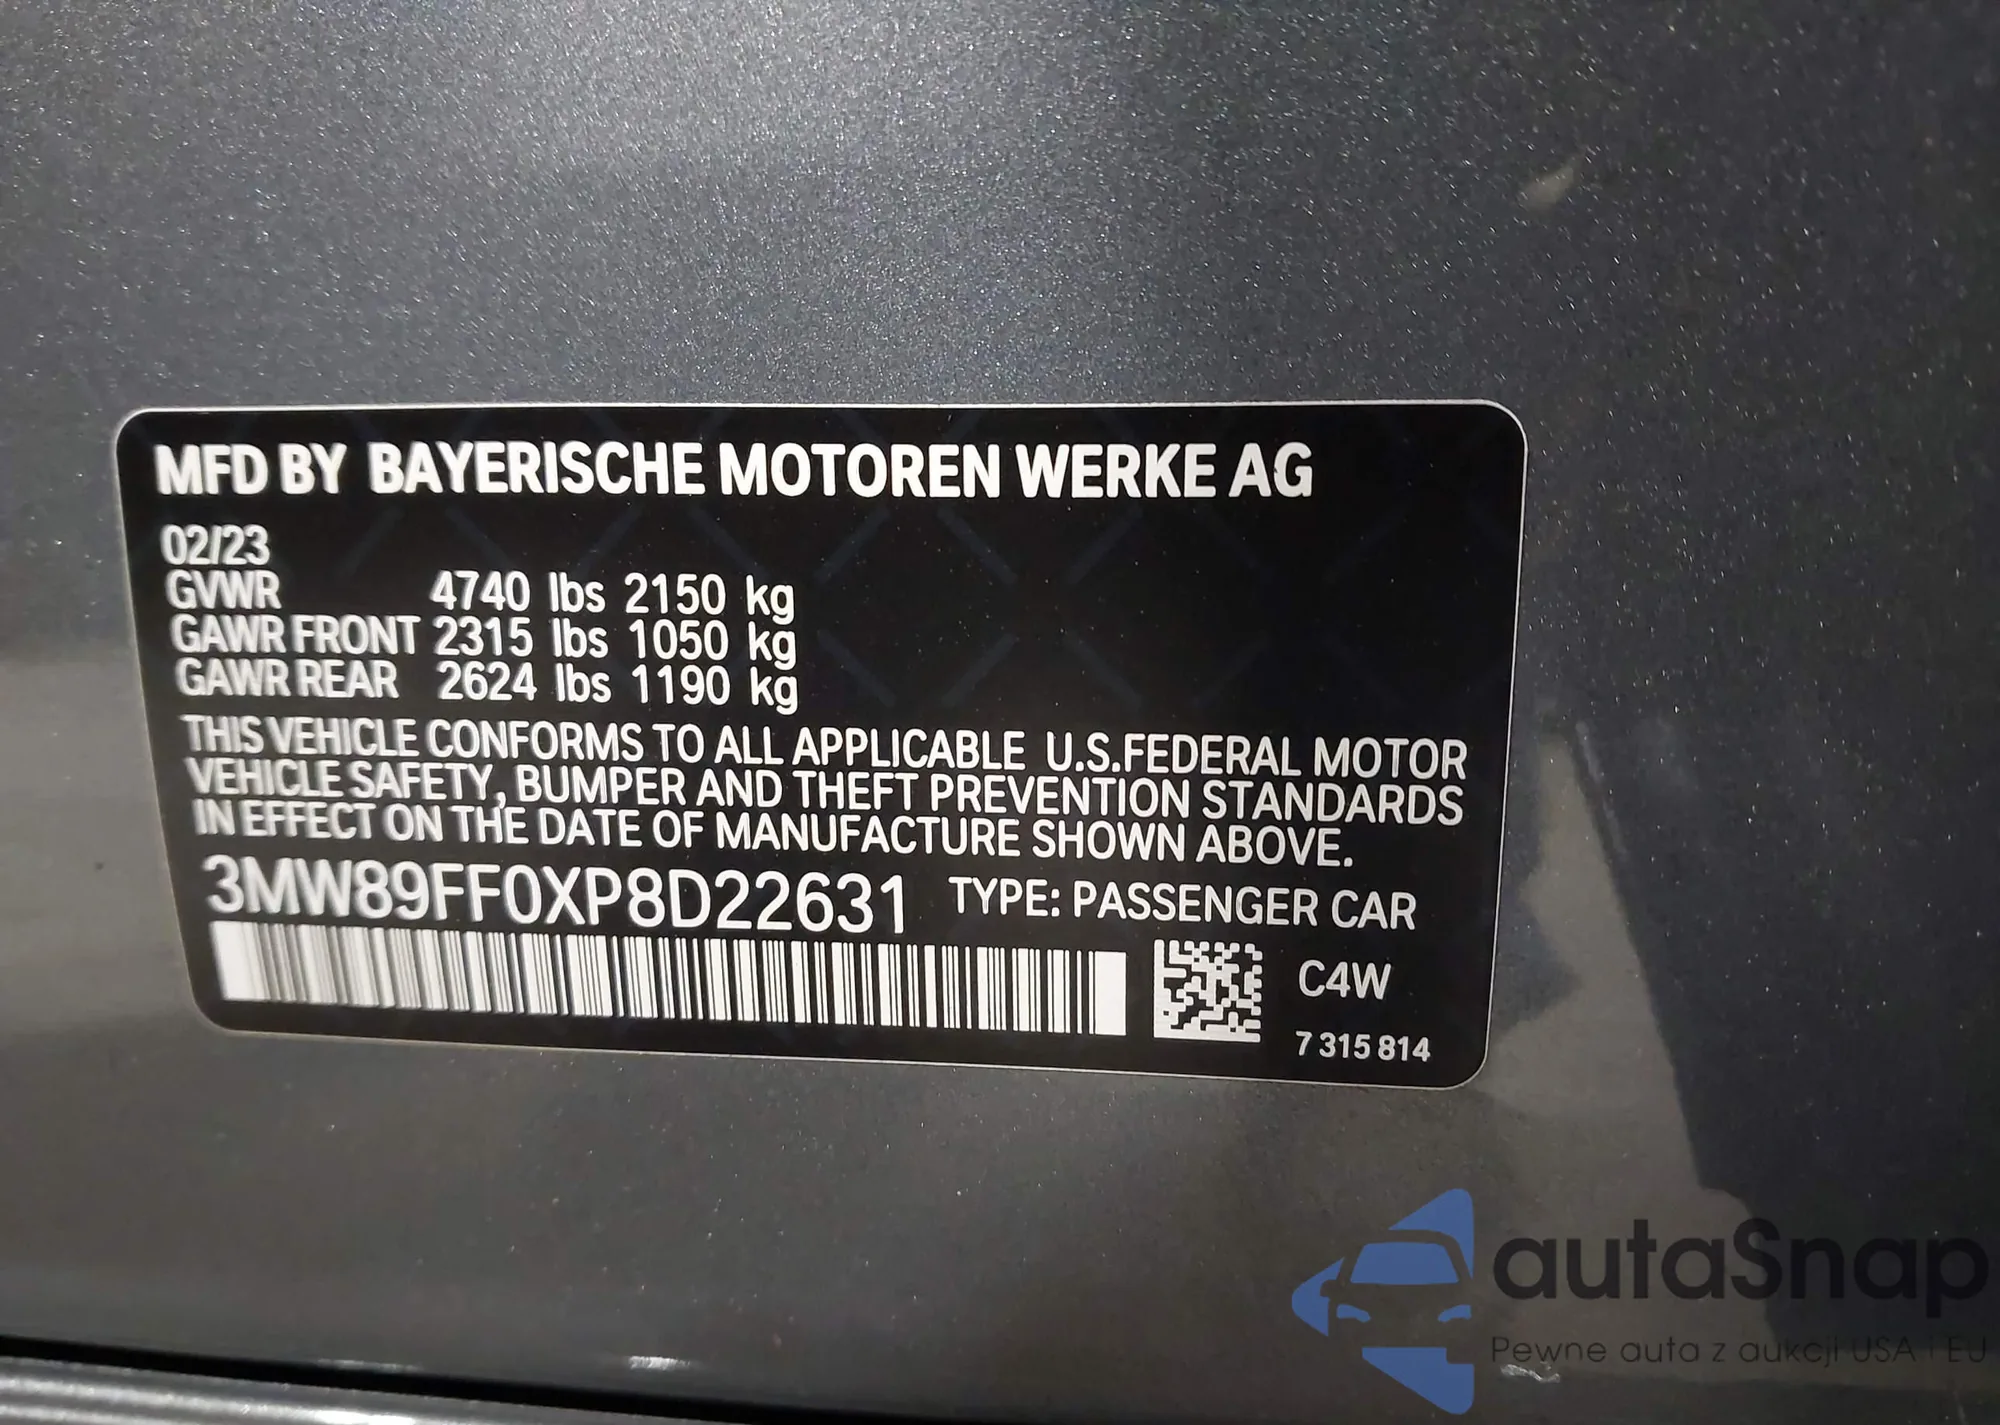 MFD BY BAYERISCHE MOTOREN WERKE AG
02/23
GVWR 4740 lbs 2150 kg
GAWR FRONT 2315 lbs 1050 kg
GAWR REAR 2624 lbs 1190 kg
THIS VEHICLE CONFORMS TO ALL APPLICABLE U.S.FEDERAL MOTOR
VEHICLE SAFETY, BUMPER AND THEFT PREVENTION STANDARDS
IN EFFECT ON THE DATE OF MANUFACTURE SHOWN ABOVE.
3MW89FF0XP8D22631 TYPE: PASSENGER CAR
C4W
7 315 814
autaSnap
Pewne auta z aukcji USA i EU